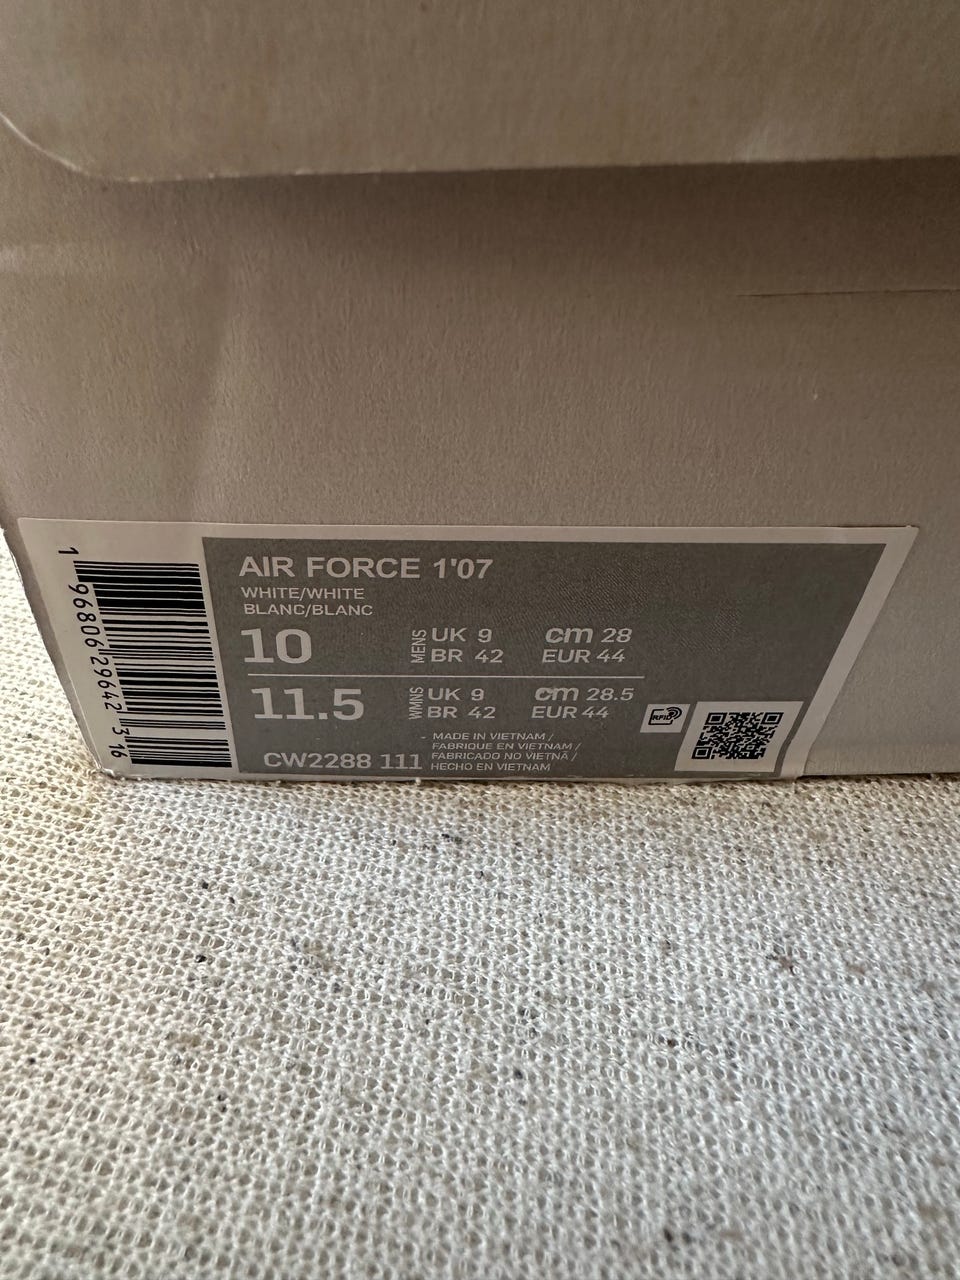 AIR FORCE 1'07
WHITE/WHITE
BLANC/BLANC
10 MENS UK 9 cm 28
BR 42 EUR 44
11.5 WMNS UK 9 cm 28.5
BR 42 EUR 44
RFID
- MADE IN VIETNAM /
FABRIQUE EN VIETNAM /
FABRICADO NO VIETNÃ /
HECHO EN VIETNAM
CW2288 111
1 96806 29642 3 16